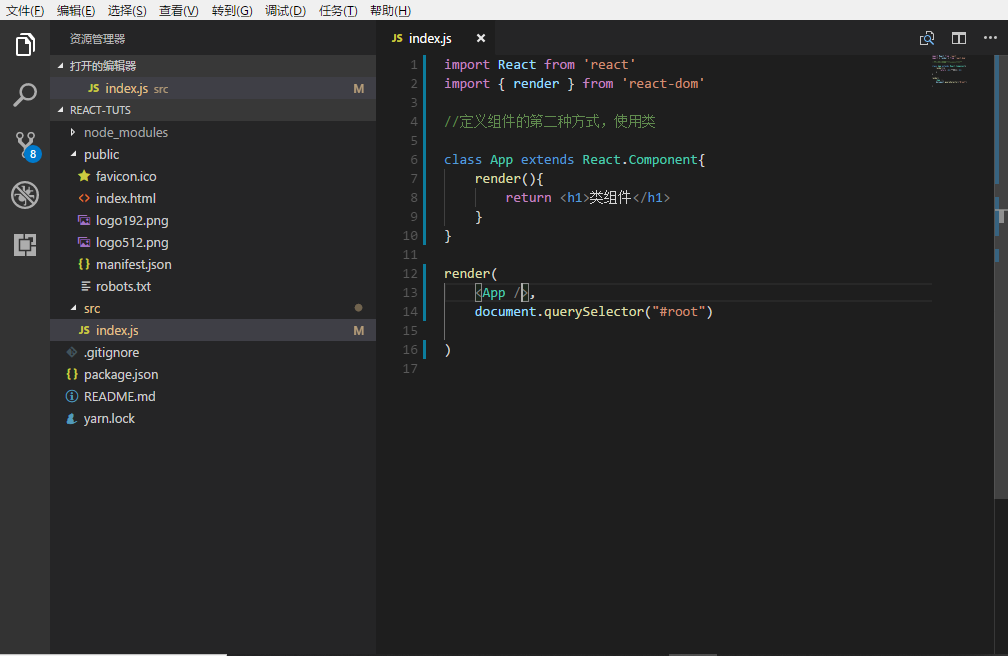 文件(F) 编辑(E) 选择(S) 查看(V) 转到(G) 调试(D) 任务(T) 帮助(H)
资源管理器
打开的编辑器
JS index.js src M
REACT-TUTS
node_modules
public
favicon.ico
<> index.html
logo192.png
logo512.png
{} manifest.json
robots.txt
src
JS index.js M
.gitignore
{} package.json
README.md
yarn.lock
8
JS index.js ×
1 import React from 'react'
2 import { render } from 'react-dom'
3
4 //定义组件的第二种方式，使用类
5
6 class App extends React.Component{
7 render(){
8 return <h1>类组件</h1>
9 }
10 }
11
12 render(
13 <App />,
14 document.querySelector("#root")
15
16 )
17